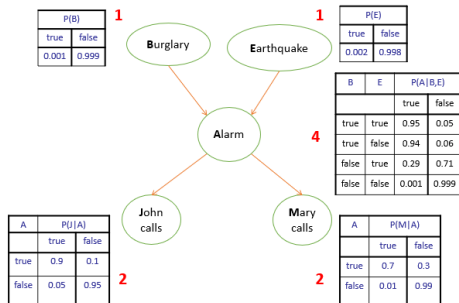 P(B)
true false
0.001 0.999
1
Burglary
Earthquake
1
P(E)
true false
0.002 0.998
B E P(A|B,E)
true false
true true 0.95 0.05
true false 0.94 0.06
false true 0.29 0.71
false false 0.001 0.999
4
Alarm
John
calls
Mary
calls
A P(J|A)
true false
true 0.9 0.1
false 0.05 0.95
2
2
A P(M|A)
true false
true 0.7 0.3
false 0.01 0.99